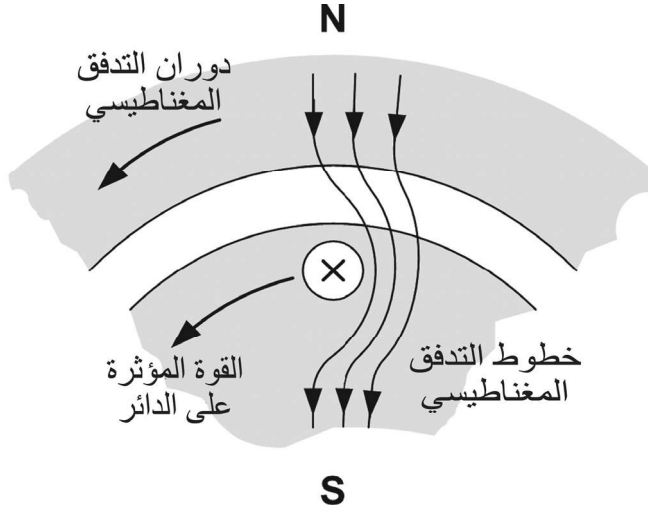 N
دوران التدفق
المغناطيسي
القوة المؤثرة
على الدائر
خطوط التدفق
المغناطيسي
S